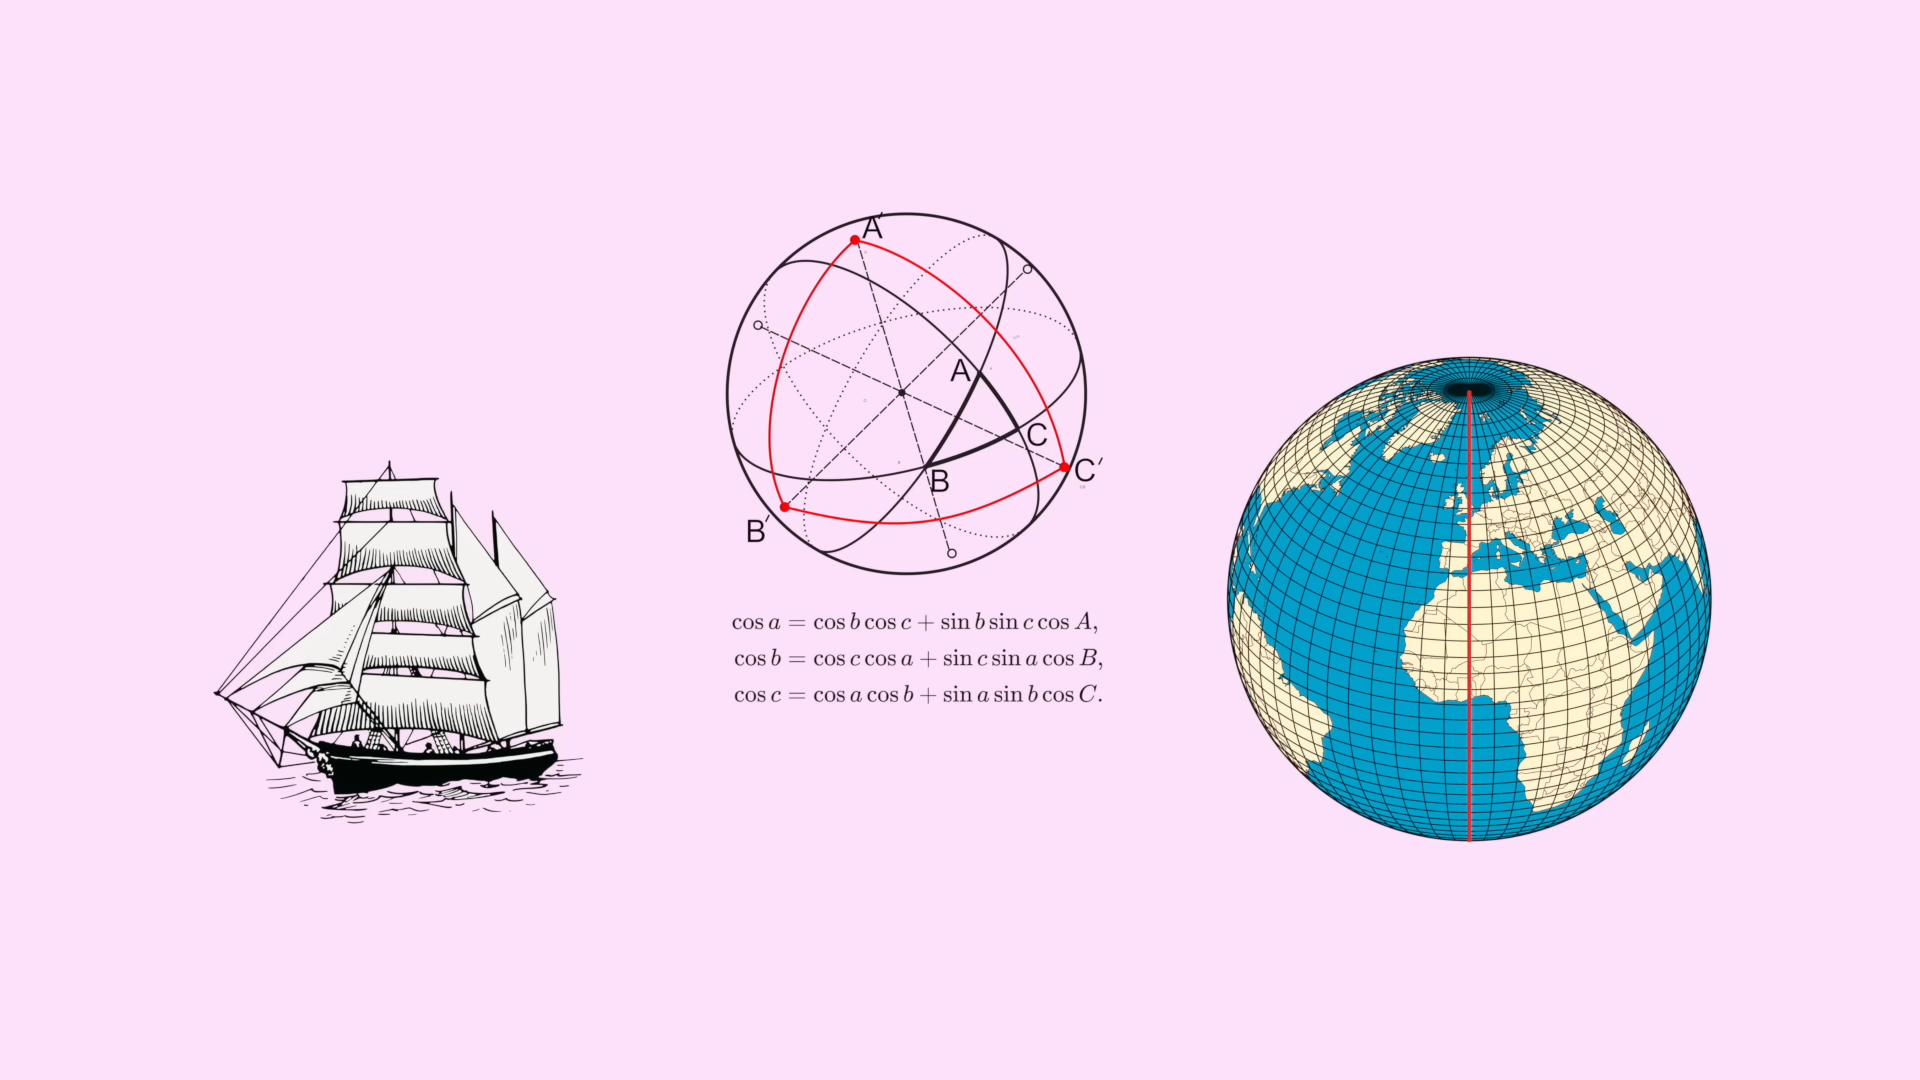 A′
A
C
B
C′
B′
cos a = cos b cos c + sin b sin c cos A,
cos b = cos c cos a + sin c sin a cos B,
cos c = cos a cos b + sin a sin b cos C.